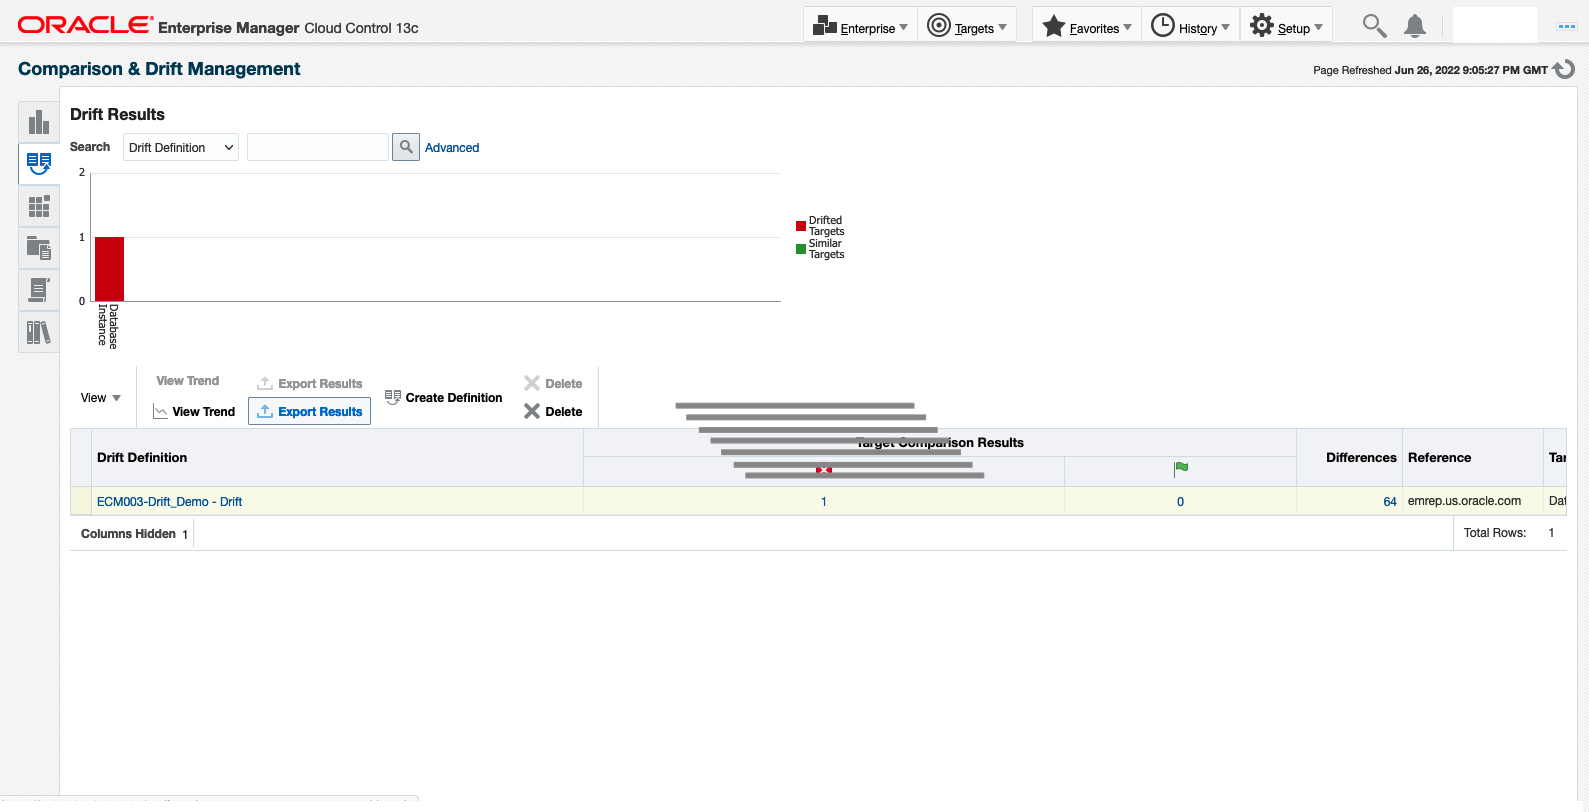 ORACLE Enterprise Manager Cloud Control 13c
Enterprise
Targets
Favorites
History
Setup
Comparison & Drift Management
Page Refreshed Jun 26, 2022 9:05:27 PM GMT
Drift Results
Search Drift Definition Advanced
2
1
0
Database
Instance
Drifted
Targets
Similar
Targets
View
View Trend
Export Results
Delete
View Trend
Export Results
Create Definition
Delete
Drift Definition
Target Comparison Results
Differences
Reference
Tar
ECM003-Drift_Demo - Drift 1 0 64 emrep.us.oracle.com Dat
Columns Hidden 1
Total Rows: 1